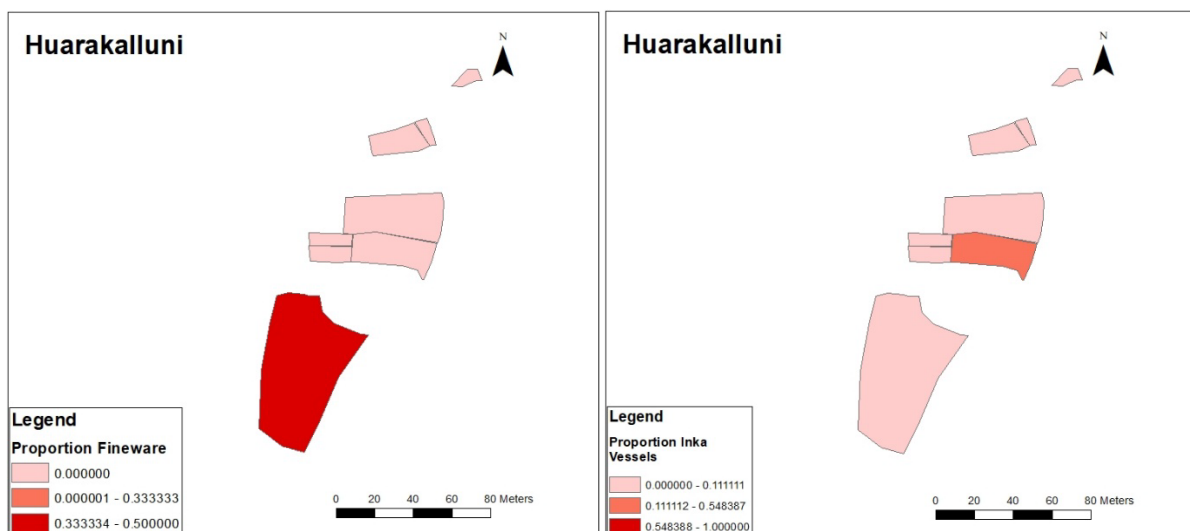 Huarakalluni
N
Legend
Proportion Fineware
0.000000
0.000001 - 0.333333
0.333334 - 0.500000
0 20 40 60 80 Meters
Huarakalluni
N
Legend
Proportion Inka
Vessels
0.000000 - 0.111111
0.111112 - 0.548387
0.548388 - 1.000000
0 20 40 60 80 Meters